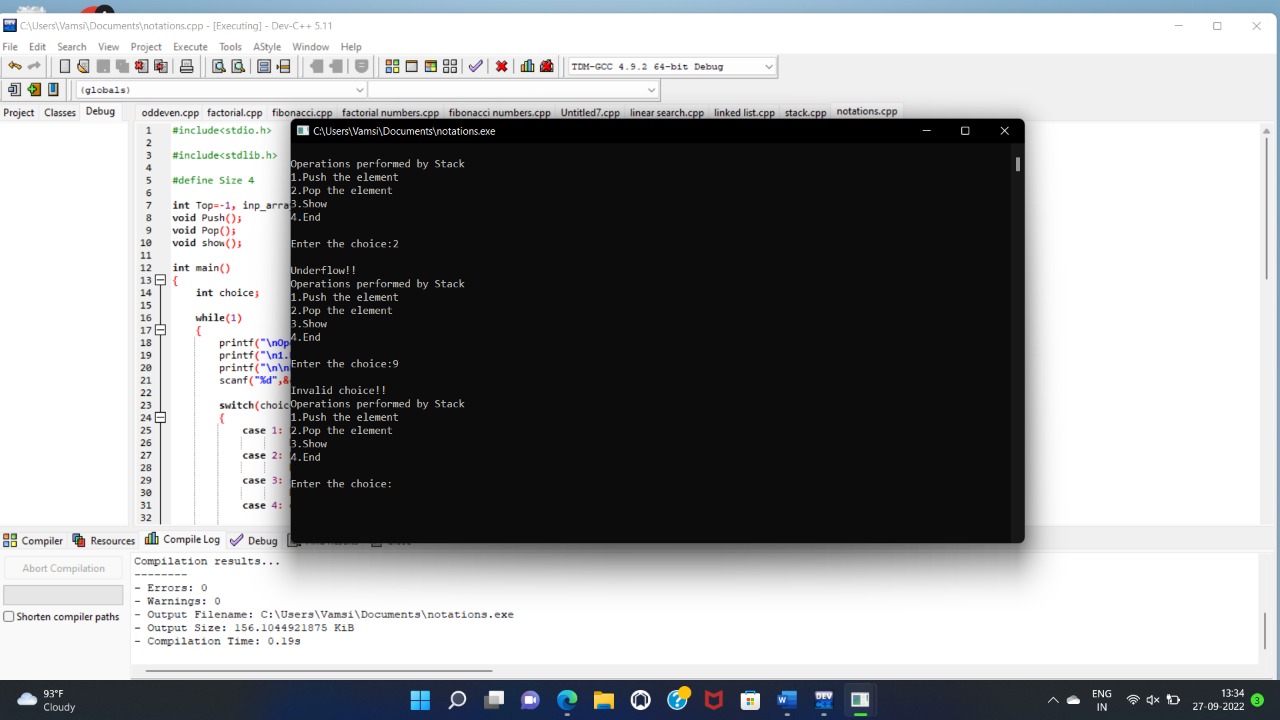 C:\Users\Vamsi\Documents\notations.cpp - [Executing] - Dev-C++ 5.11
File Edit Search View Project Execute Tools AStyle Window Help
TDM-GCC 4.9.2 64-bit Debug
(globals)
Project Classes Debug oddeven.cpp factorial.cpp fibonacci.cpp factorial numbers.cpp fibonacci numbers.cpp Untitled7.cpp linear search.cpp linked list.cpp stack.cpp notations.cpp
1 #include<stdio.h>
2
3 #include<stdlib.h>
4
5 #define Size 4
6
7 int Top=-1, inp_arra
8 void Push();
9 void Pop();
10 void show();
11
12 int main()
13 {
14 int choice;
15
16 while(1)
17 {
18 printf("\nOp
19 printf("\n1.
20 printf("\n\n
21 scanf("%d",&
22
23 switch(choic
24 {
25 case 1:
26
27 case 2:
28
29 case 3:
30
31 case 4:
32
C:\Users\Vamsi\Documents\notations.exe
Operations performed by Stack
1.Push the element
2.Pop the element
3.Show
4.End
Enter the choice:2
Underflow!!
Operations performed by Stack
1.Push the element
2.Pop the element
3.Show
4.End
Enter the choice:9
Invalid choice!!
Operations performed by Stack
1.Push the element
2.Pop the element
3.Show
4.End
Enter the choice:
Compiler Resources Compile Log Debug
Abort Compilation
Shorten compiler paths
Compilation results...
--------
- Errors: 0
- Warnings: 0
- Output Filename: C:\Users\Vamsi\Documents\notations.exe
- Output Size: 156.1044921875 KiB
- Compilation Time: 0.19s
93°F
Cloudy
ENG
IN
13:34
27-09-2022
3